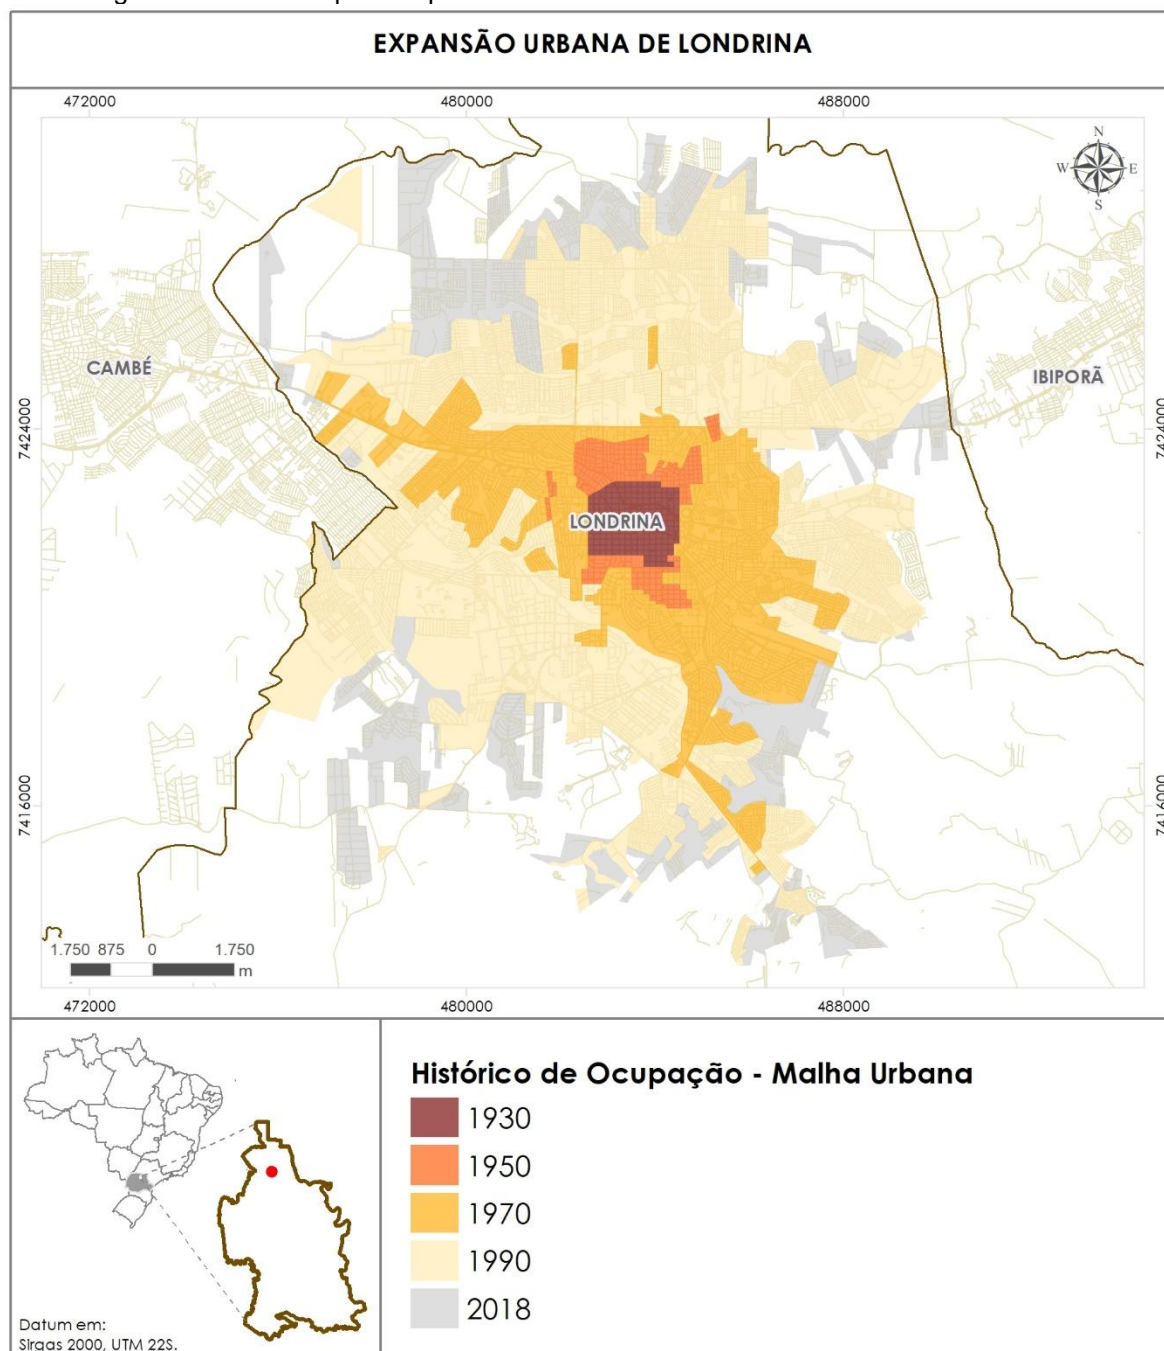 EXPANSÃO URBANA DE LONDRINA
472000 480000 488000
N
W E
S
CAMBÉ
IBIPORÃ
7424000 7424000
LONDRINA
7416000 7416000
1.750 875 0 1.750
m
472000 480000 488000
Histórico de Ocupação - Malha Urbana
1930
1950
1970
1990
2018
Datum em:
Sirgas 2000, UTM 22S.